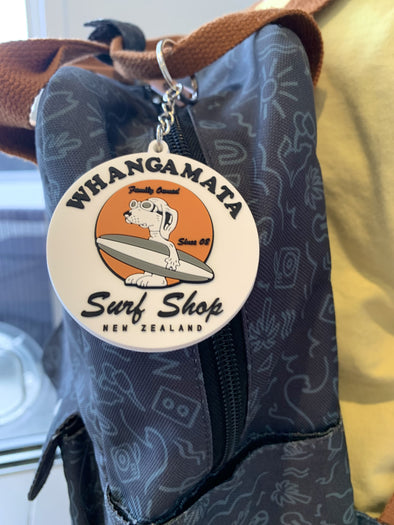 WHANGAMATA
Family Owned
Since 08
Surf Shop
NEW ZEALAND